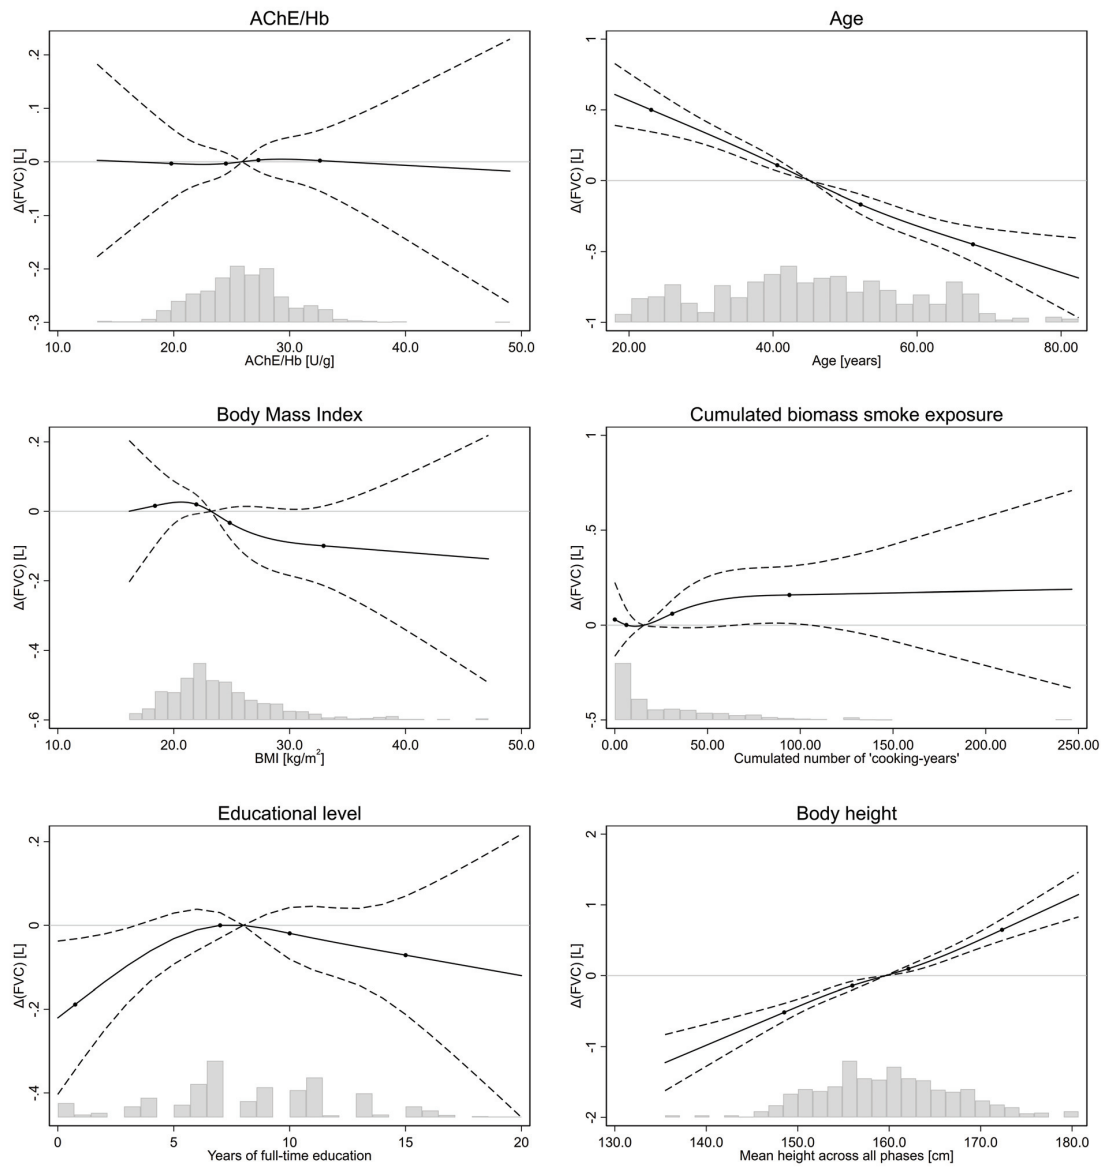 AChE/Hb
Δ(FVC) [L]
.2
.1
0
-.1
-.2
-.3
10.0 20.0 30.0 40.0 50.0
AChE/Hb [U/g]
Age
Δ(FVC) [L]
1
.5
0
-.5
-1
20.00 40.00 60.00 80.00
Age [years]
Body Mass Index
Δ(FVC) [L]
.2
0
-.2
-.4
-.6
10.0 20.0 30.0 40.0 50.0
BMI [kg/m²]
Cumulated biomass smoke exposure
Δ(FVC) [L]
1
.5
0
-.5
0.00 50.00 100.00 150.00 200.00 250.00
Cumulated number of 'cooking-years'
Educational level
Δ(FVC) [L]
.2
0
-.2
-.4
0 5 10 15 20
Years of full-time education
Body height
Δ(FVC) [L]
2
1
0
-1
-2
130.0 140.0 150.0 160.0 170.0 180.0
Mean height across all phases [cm]